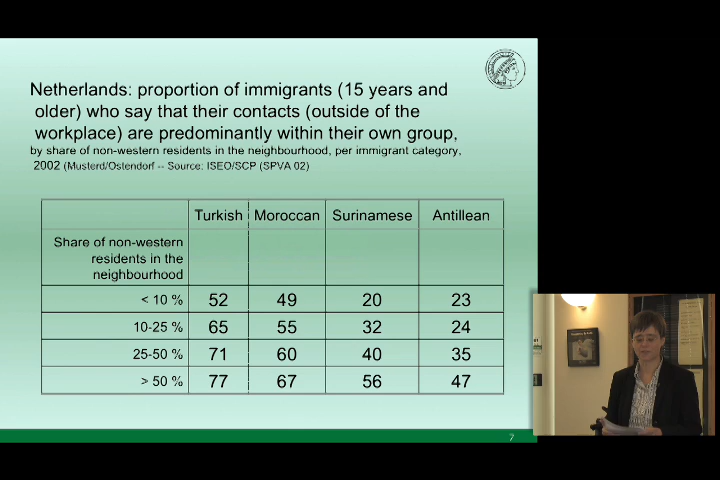 Netherlands: proportion of immigrants (15 years and
older) who say that their contacts (outside of the
workplace) are predominantly within their own group,
by share of non-western residents in the neighbourhood, per immigrant category,
2002 (Musterd/Ostendorf -- Source: ISEO/SCP (SPVA 02)
Turkish Moroccan Surinamese Antillean
Share of non-western
residents in the
neighbourhood
< 10 % 52 49 20 23
10-25 % 65 55 32 24
25-50 % 71 60 40 35
> 50 % 77 67 56 47
7